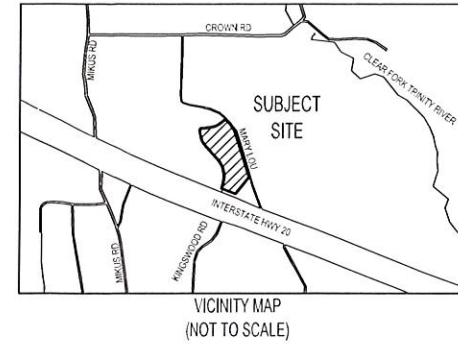 CROWN RD
MIKUS RD
CLEAR FORK TRINITY RIVER
SUBJECT
SITE
MARY LOU
INTERSTATE HWY 20
MIKUS RD
KINGSWOOD RD
VICINITY MAP
(NOT TO SCALE)